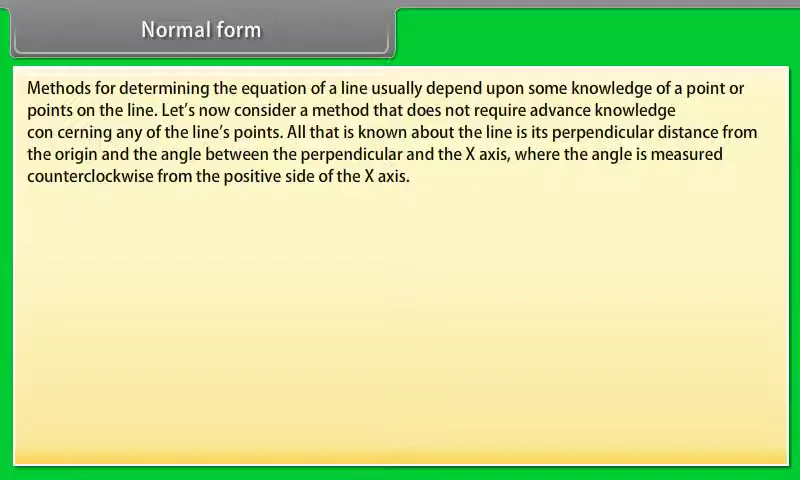 Normal form
Methods for determining the equation of a line usually depend upon some knowledge of a point or
points on the line. Let’s now consider a method that does not require advance knowledge
con cerning any of the line’s points. All that is known about the line is its perpendicular distance from
the origin and the angle between the perpendicular and the X axis, where the angle is measured
counterclockwise from the positive side of the X axis.